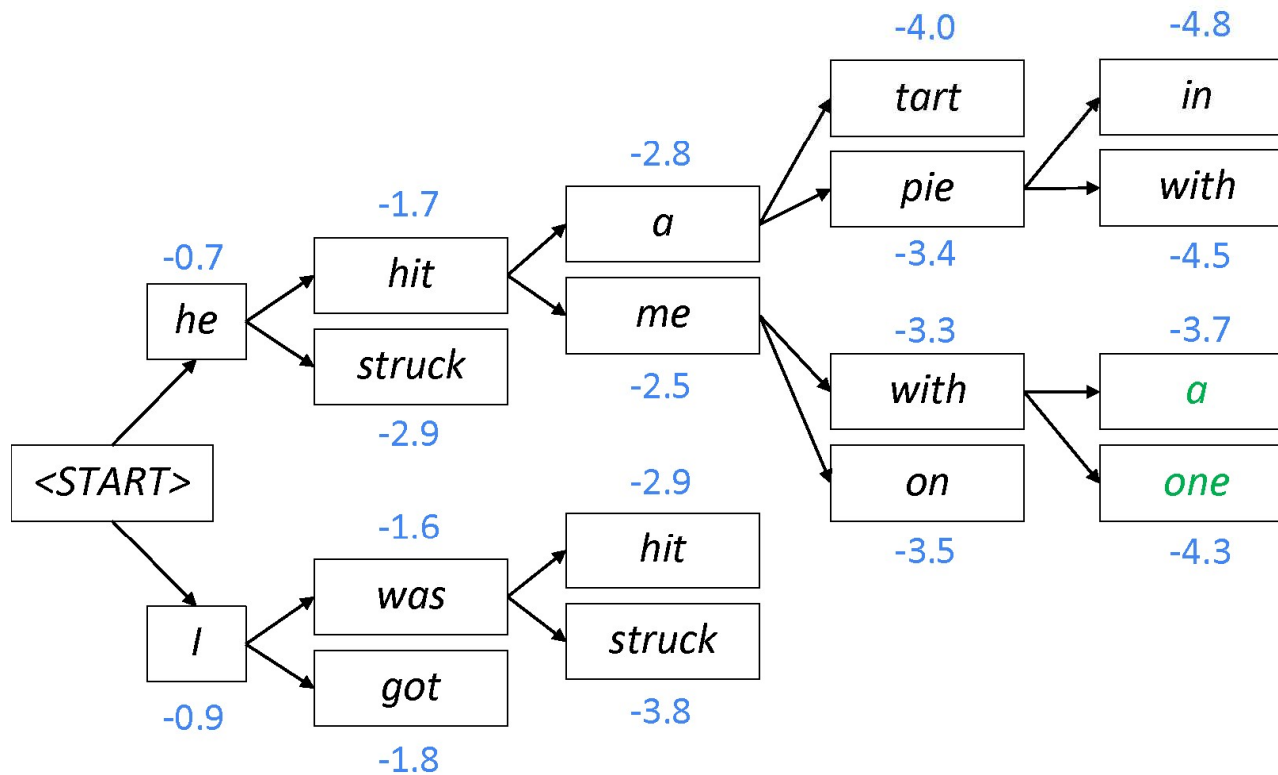 -4.0
-4.8
tart
in
-2.8
-1.7
a
pie
with
-0.7
hit
-3.4
-4.5
he
me
-3.3
-3.7
struck
-2.5
with
a
-2.9
<START>
-2.9
on
one
-1.6
hit
-3.5
-4.3
was
I
struck
got
-0.9
-3.8
-1.8